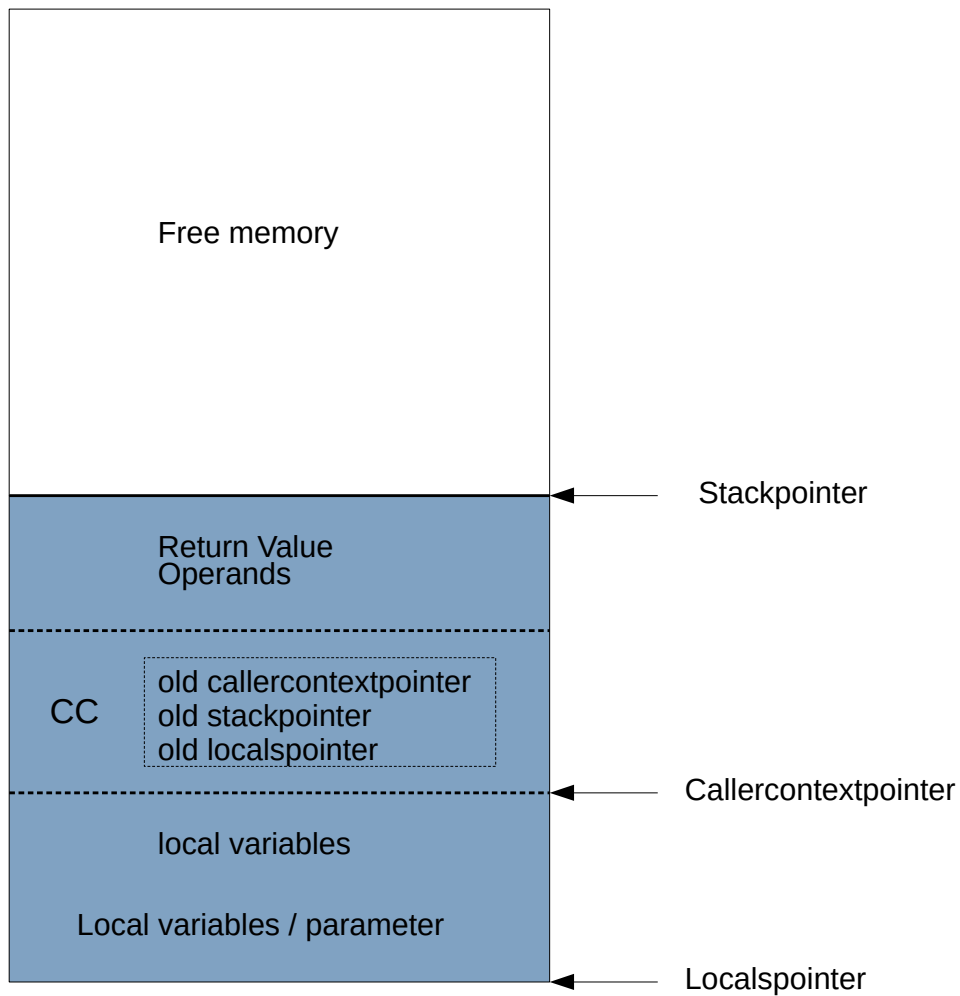 Free memory
Stackpointer
Return Value
Operands
CC
old callercontextpointer
old stackpointer
old localspointer
Callercontextpointer
local variables
Local variables / parameter
Localspointer